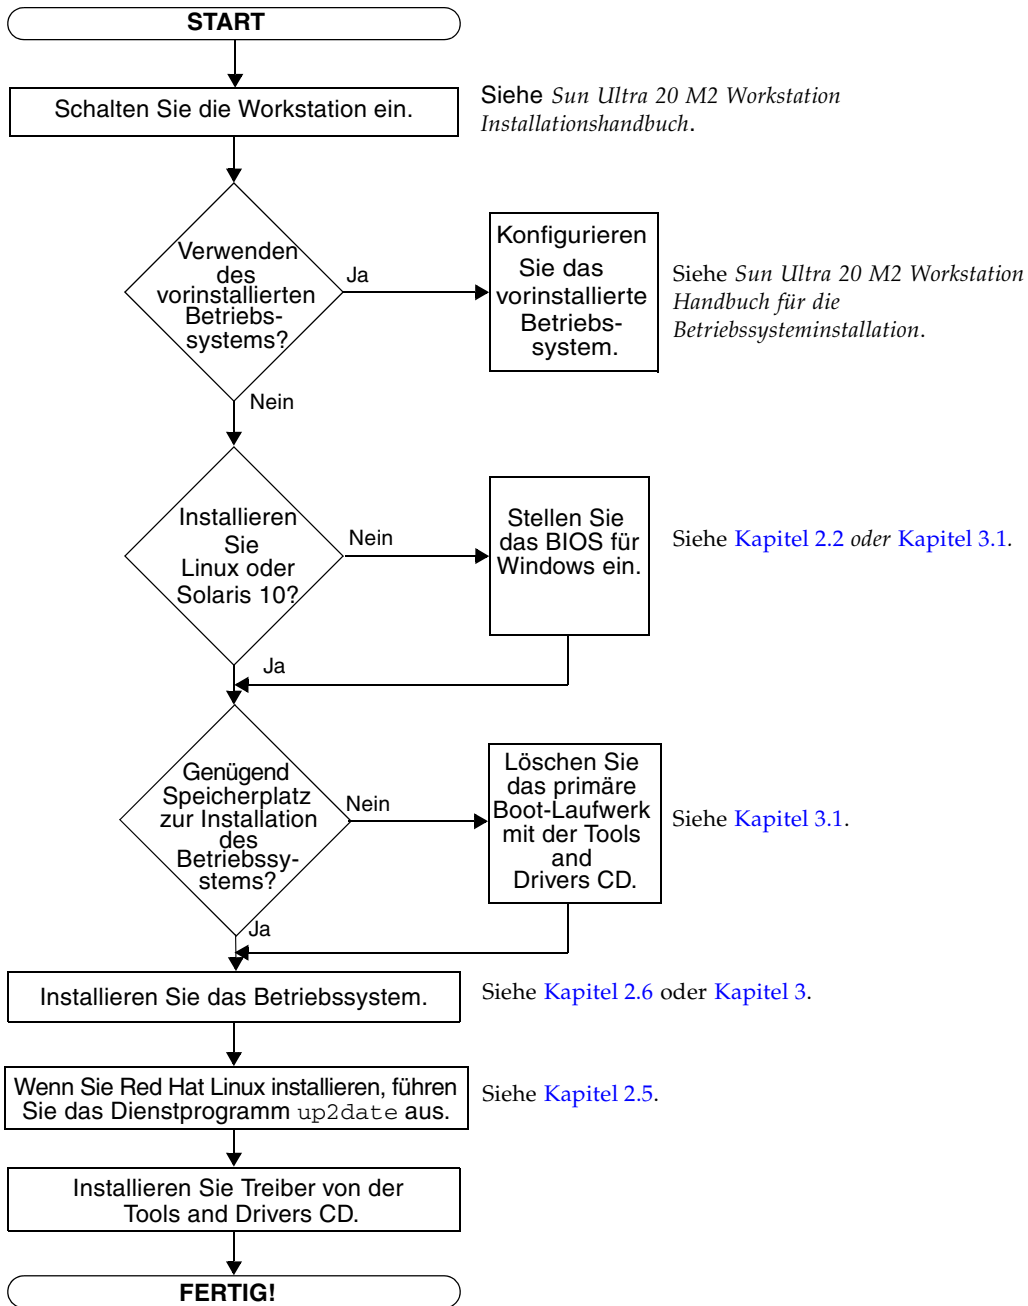 START
Schalten Sie die Workstation ein.
Siehe Sun Ultra 20 M2 Workstation
Installationshandbuch.
Verwenden
des
vorinstallierten
Betriebs-
systems?
Ja
Konfigurieren
Sie das
vorinstallierte
Betriebs-
system.
Siehe Sun Ultra 20 M2 Workstation
Handbuch für die
Betriebssysteminstallation.
Nein
Installieren
Sie
Linux oder
Solaris 10?
Nein
Stellen Sie
das BIOS für
Windows ein.
Siehe Kapitel 2.2 oder Kapitel 3.1.
Ja
Genügend
Speicherplatz
zur Installation
des
Betriebssy-
stems?
Nein
Löschen Sie
das primäre
Boot-Laufwerk
mit der Tools
and
Drivers CD.
Siehe Kapitel 3.1.
Ja
Installieren Sie das Betriebssystem.
Siehe Kapitel 2.6 oder Kapitel 3.
Wenn Sie Red Hat Linux installieren, führen
Sie das Dienstprogramm up2date aus.
Siehe Kapitel 2.5.
Installieren Sie Treiber von der
Tools and Drivers CD.
FERTIG!